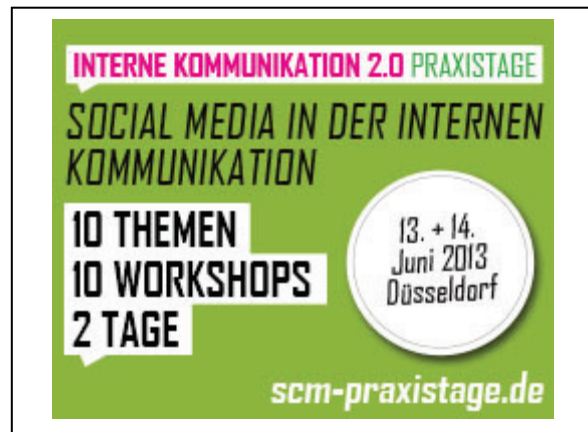 INTERNE KOMMUNIKATION 2.0 PRAXISTAGE
SOCIAL MEDIA IN DER INTERNEN
KOMMUNIKATION
10 THEMEN
10 WORKSHOPS
2 TAGE
13. + 14.
Juni 2013
Düsseldorf
scm-praxistage.de